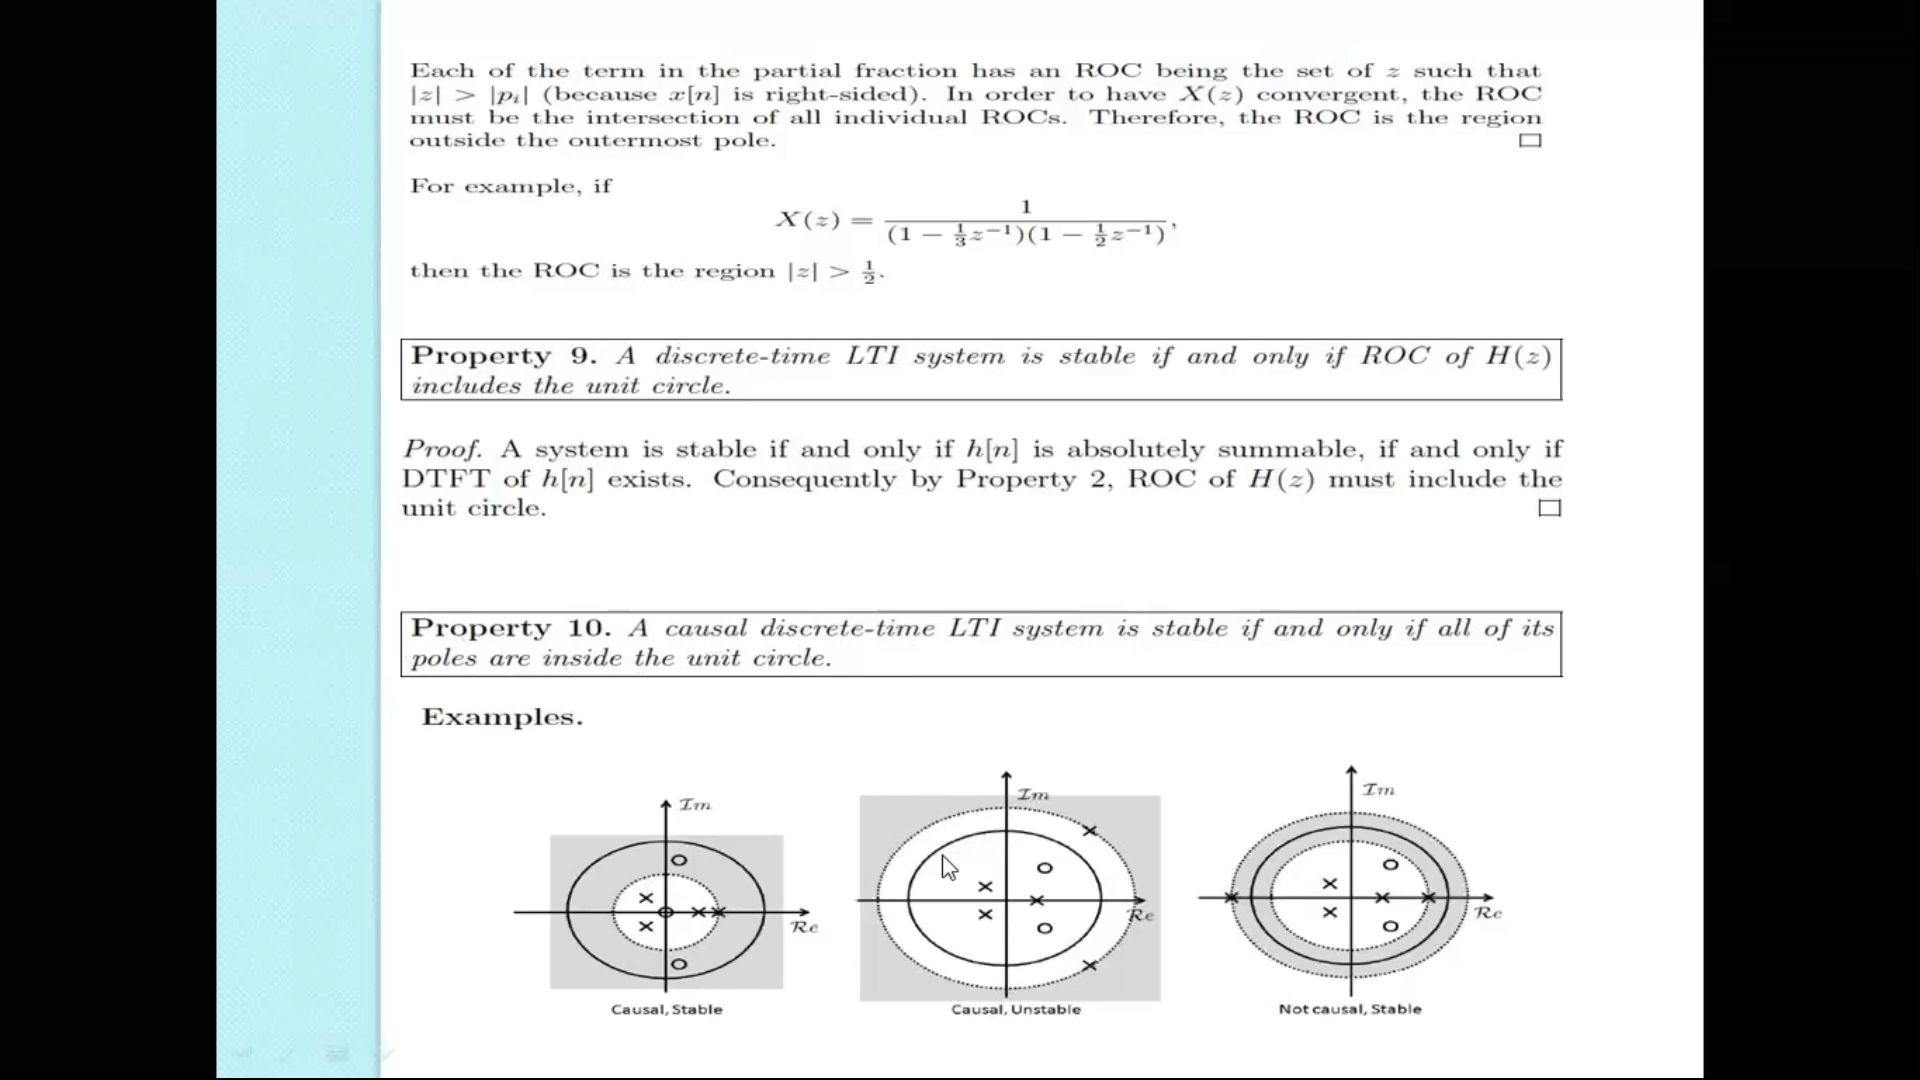 Each of the term in the partial fraction has an ROC being the set of z such that
|z| > |pᵢ| (because x[n] is right-sided). In order to have X(z) convergent, the ROC
must be the intersection of all individual ROCs. Therefore, the ROC is the region
outside the outermost pole. □
For example, if
X(z) = 1 / ((1 − 1/3 z⁻¹)(1 − 1/2 z⁻¹)),
then the ROC is the region |z| > 1/2.
Property 9. A discrete-time LTI system is stable if and only if ROC of H(z)
includes the unit circle.
Proof. A system is stable if and only if h[n] is absolutely summable, if and only if
DTFT of h[n] exists. Consequently by Property 2, ROC of H(z) must include the
unit circle. □
Property 10. A causal discrete-time LTI system is stable if and only if all of its
poles are inside the unit circle.
Examples.
Im
Re
Causal, Stable
Im
Re
Causal, Unstable
Im
Re
Not causal, Stable